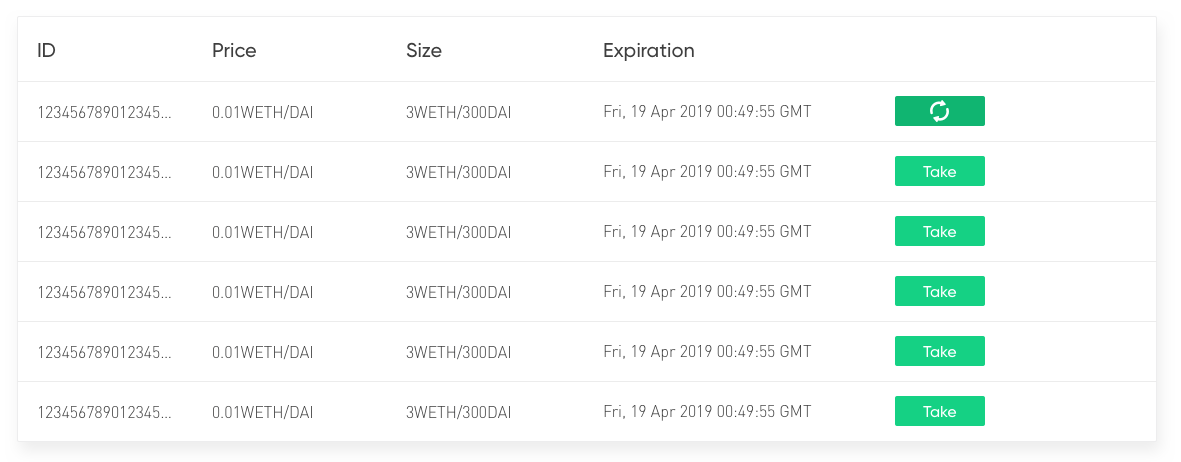 ID Price Size Expiration
123456789012345... 0.01WETH/DAI 3WETH/300DAI Fri, 19 Apr 2019 00:49:55 GMT
123456789012345... 0.01WETH/DAI 3WETH/300DAI Fri, 19 Apr 2019 00:49:55 GMT Take
123456789012345... 0.01WETH/DAI 3WETH/300DAI Fri, 19 Apr 2019 00:49:55 GMT Take
123456789012345... 0.01WETH/DAI 3WETH/300DAI Fri, 19 Apr 2019 00:49:55 GMT Take
123456789012345... 0.01WETH/DAI 3WETH/300DAI Fri, 19 Apr 2019 00:49:55 GMT Take
123456789012345... 0.01WETH/DAI 3WETH/300DAI Fri, 19 Apr 2019 00:49:55 GMT Take